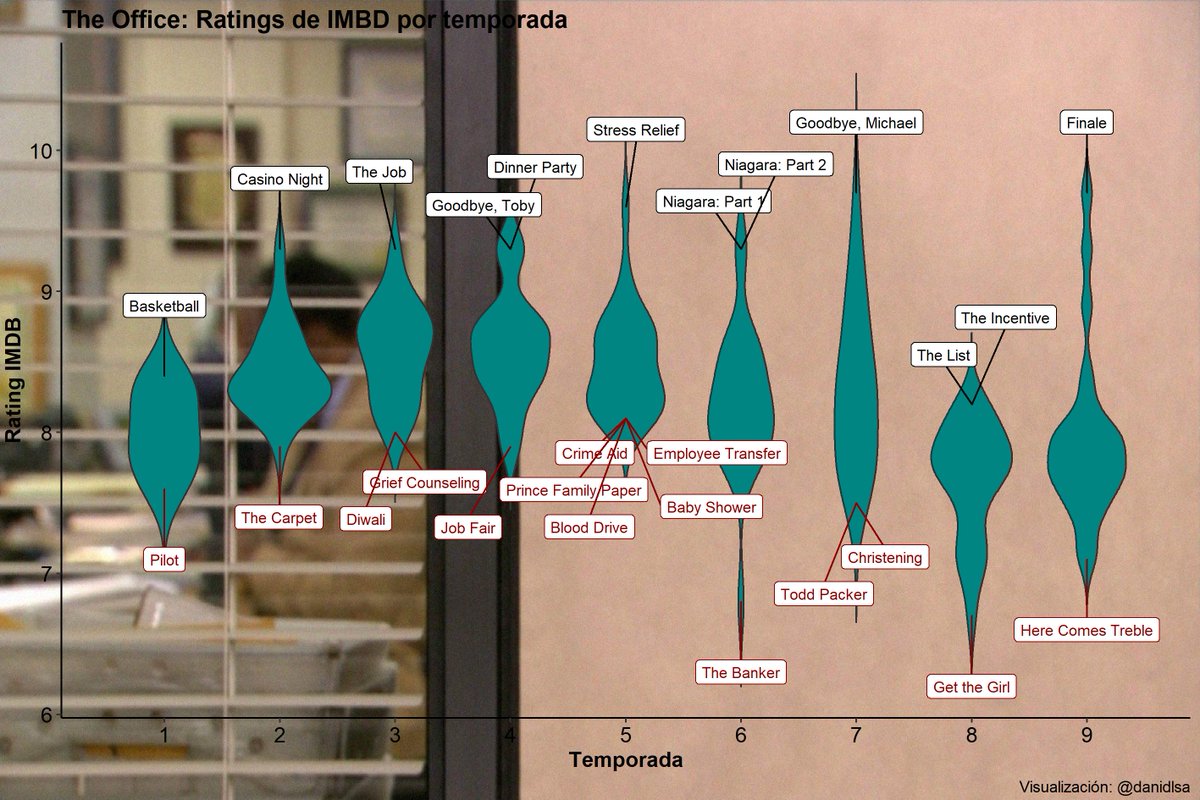 The Office: Ratings de IMBD por temporada
Stress Relief
Goodbye, Michael
Finale
10
Casino Night
The Job
Dinner Party
Niagara: Part 2
Goodbye, Toby
Niagara: Part 1
9
Basketball
The Incentive
The List
Rating IMDB
8
Crime Aid
Employee Transfer
Grief Counseling
Prince Family Paper
The Carpet
Diwali
Job Fair
Blood Drive
Baby Shower
Pilot
Christening
7
Todd Packer
Here Comes Treble
The Banker
Get the Girl
6
1 2 3 4 5 6 7 8 9
Temporada
Visualización: @danidlsa